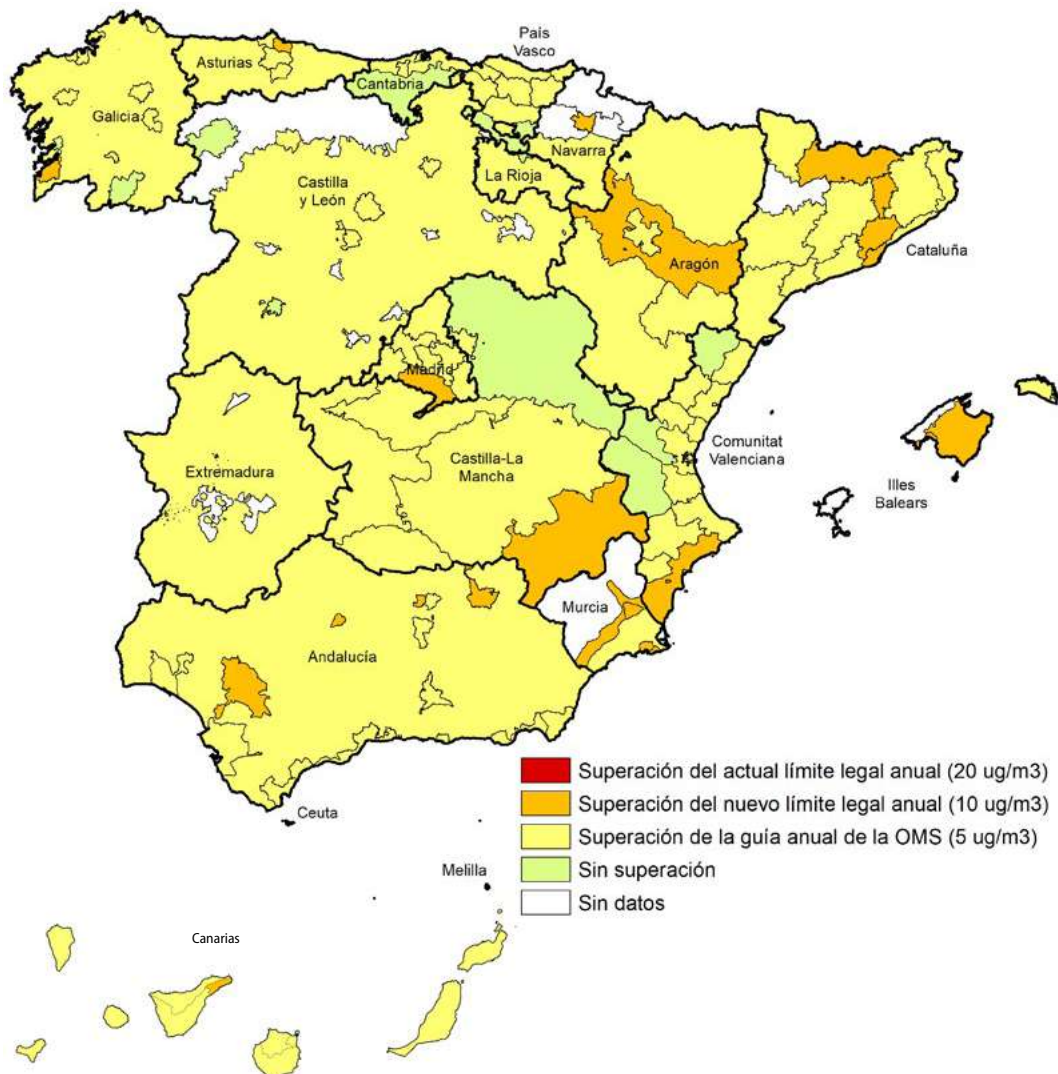 País
Vasco
Asturias
Cantabria
Galicia
Navarra
La Rioja
Castilla
y León
Cataluña
Aragón
Madrid
Comunitat
Valenciana
Extremadura
Castilla-La
Mancha
Illes
Balears
Murcia
Andalucía
Superación del actual límite legal anual (20 ug/m3)
Superación del nuevo límite legal anual (10 ug/m3)
Superación de la guía anual de la OMS (5 ug/m3)
Sin superación
Sin datos
Ceuta
Melilla
Canarias